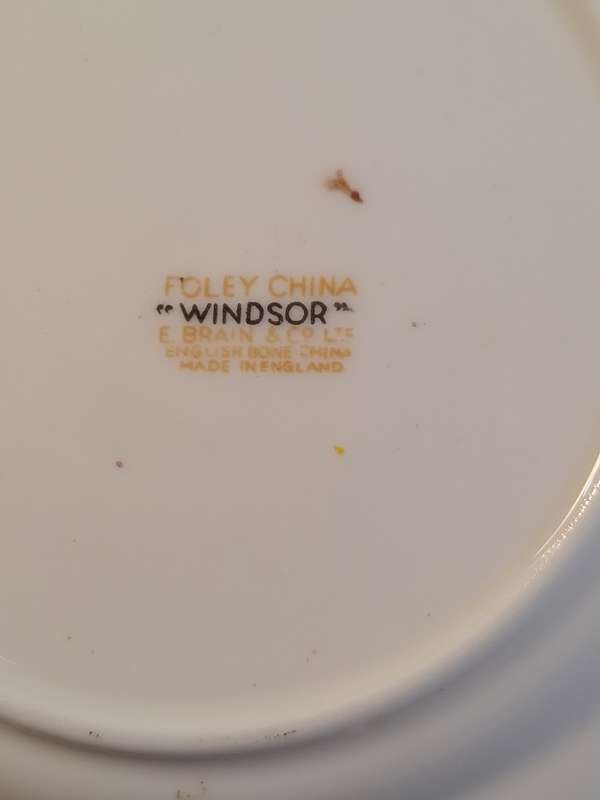 FOLEY CHINA
"WINDSOR"
E. BRAIN & Co LTD
ENGLISH BONE CHINA
MADE IN ENGLAND